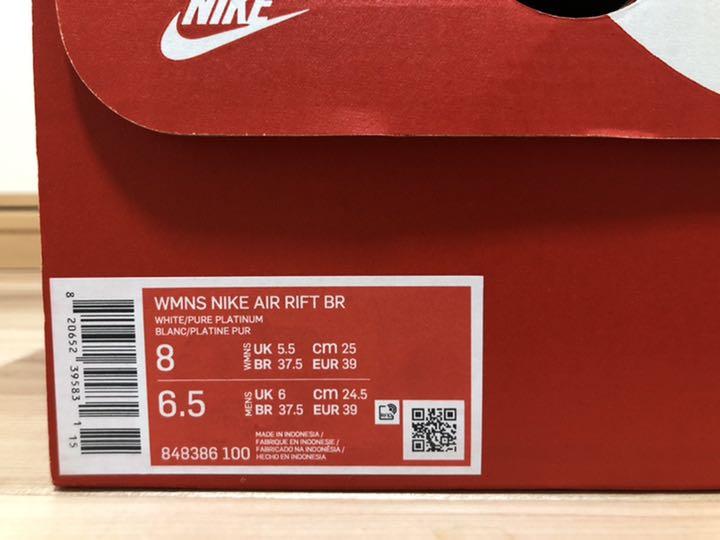 NIKE
WMNS NIKE AIR RIFT BR
WHITE/PURE PLATINUM
BLANC/PLATINE PUR
8 WMNS UK 5.5 cm 25
BR 37.5 EUR 39
6.5 MENS UK 6 cm 24.5
BR 37.5 EUR 39
848386 100
MADE IN INDONESIA /
FABRIQUE EN INDONESIE /
FABRICADO NA INDONÉSIA /
HECHO EN INDONESIA
8 20652 39583 1 15